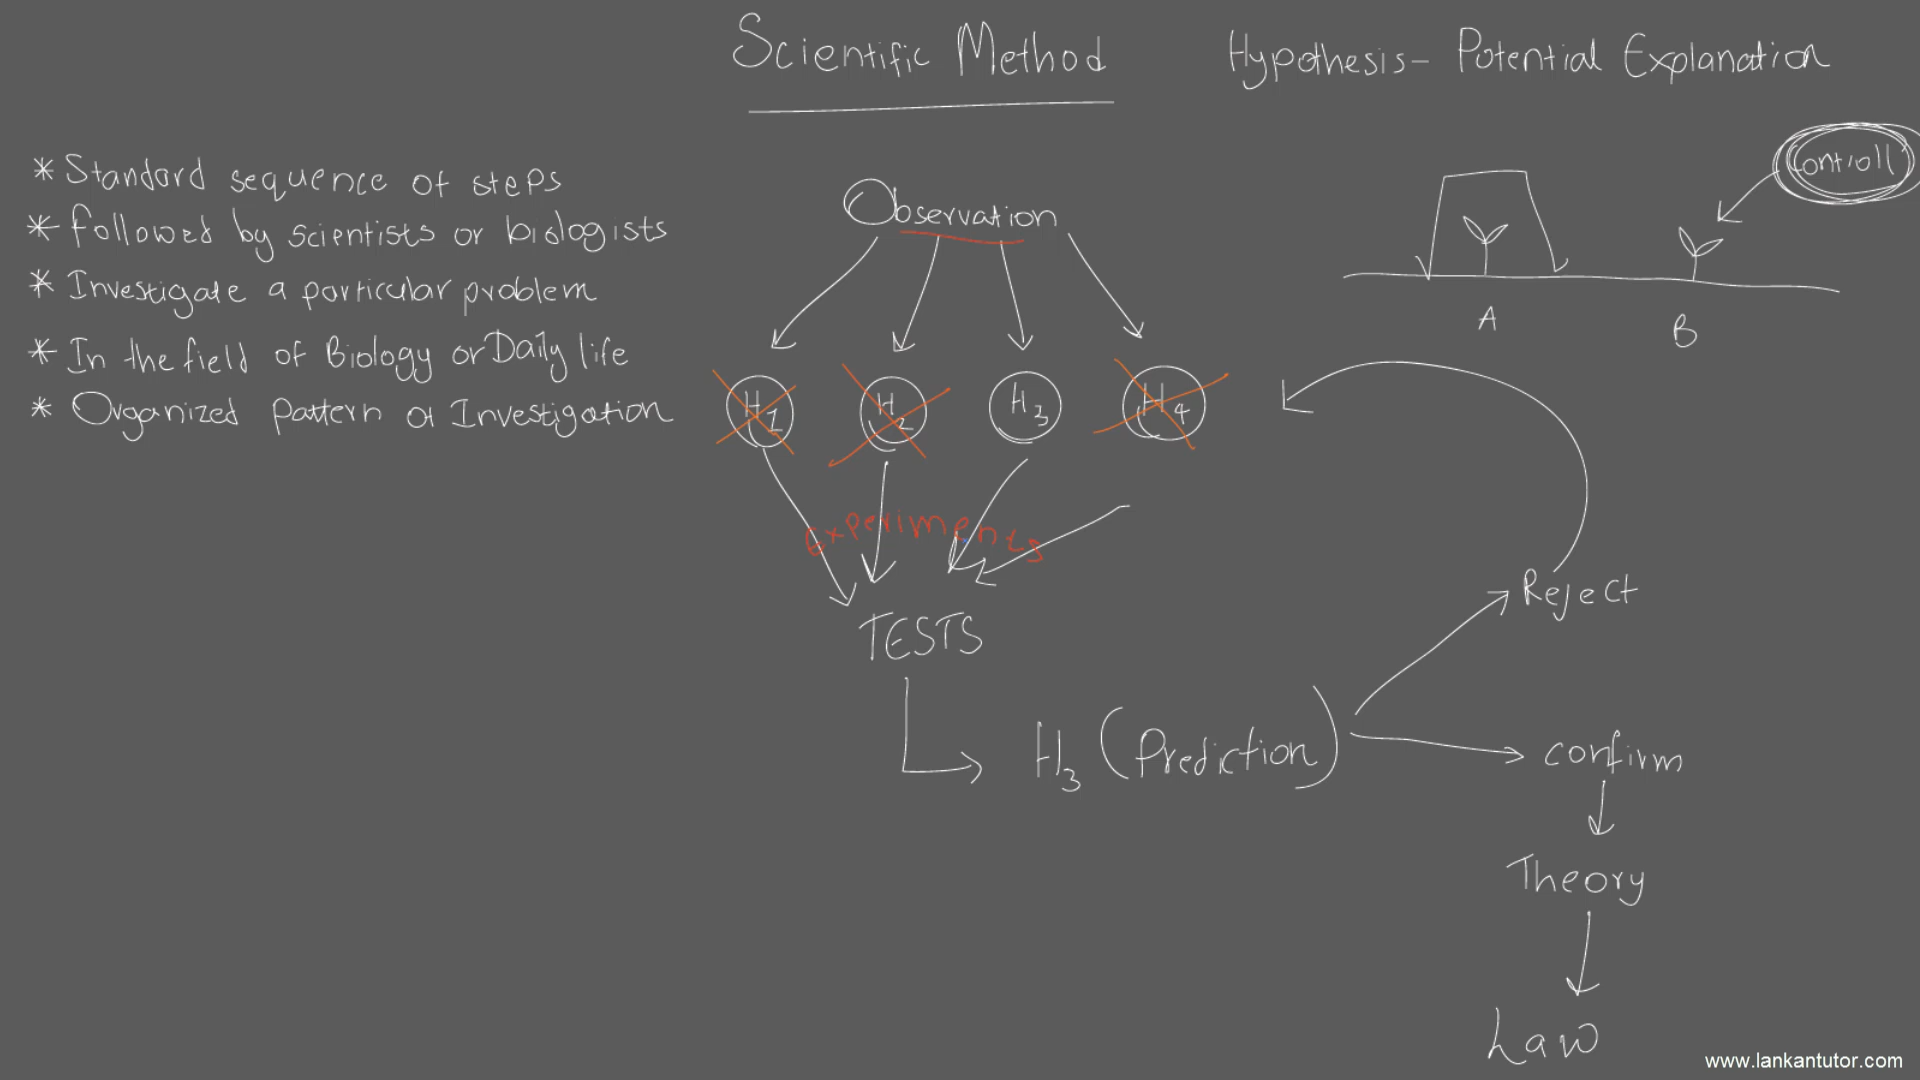 Scientific Method
Hypothesis - Potential Explanation
* Standard sequence of steps
* followed by scientists or biologists
* Investigate a particular problem
* In the field of Biology or Daily life
* Organized Pattern of Investigation
Observation
H1 H2 H3 H4
Experiments
TESTS
H3 (Prediction)
Controll
A B
Reject
confirm
Theory
Law
www.lankantutor.com